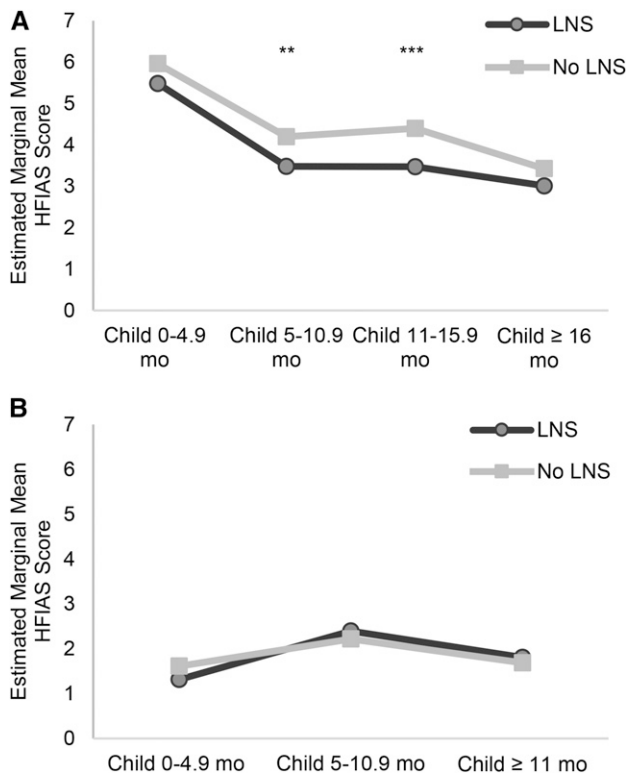 A
7
6
5
4
3
2
1
0
Estimated Marginal Mean
HFIAS Score
LNS
No LNS
**
***
Child 0-4.9
mo
Child 5-10.9
mo
Child 11-15.9
mo
Child ≥ 16
mo
B
7
6
5
4
3
2
1
0
Estimated Marginal Mean
HFIAS Score
LNS
No LNS
Child 0-4.9 mo
Child 5-10.9 mo
Child ≥ 11 mo